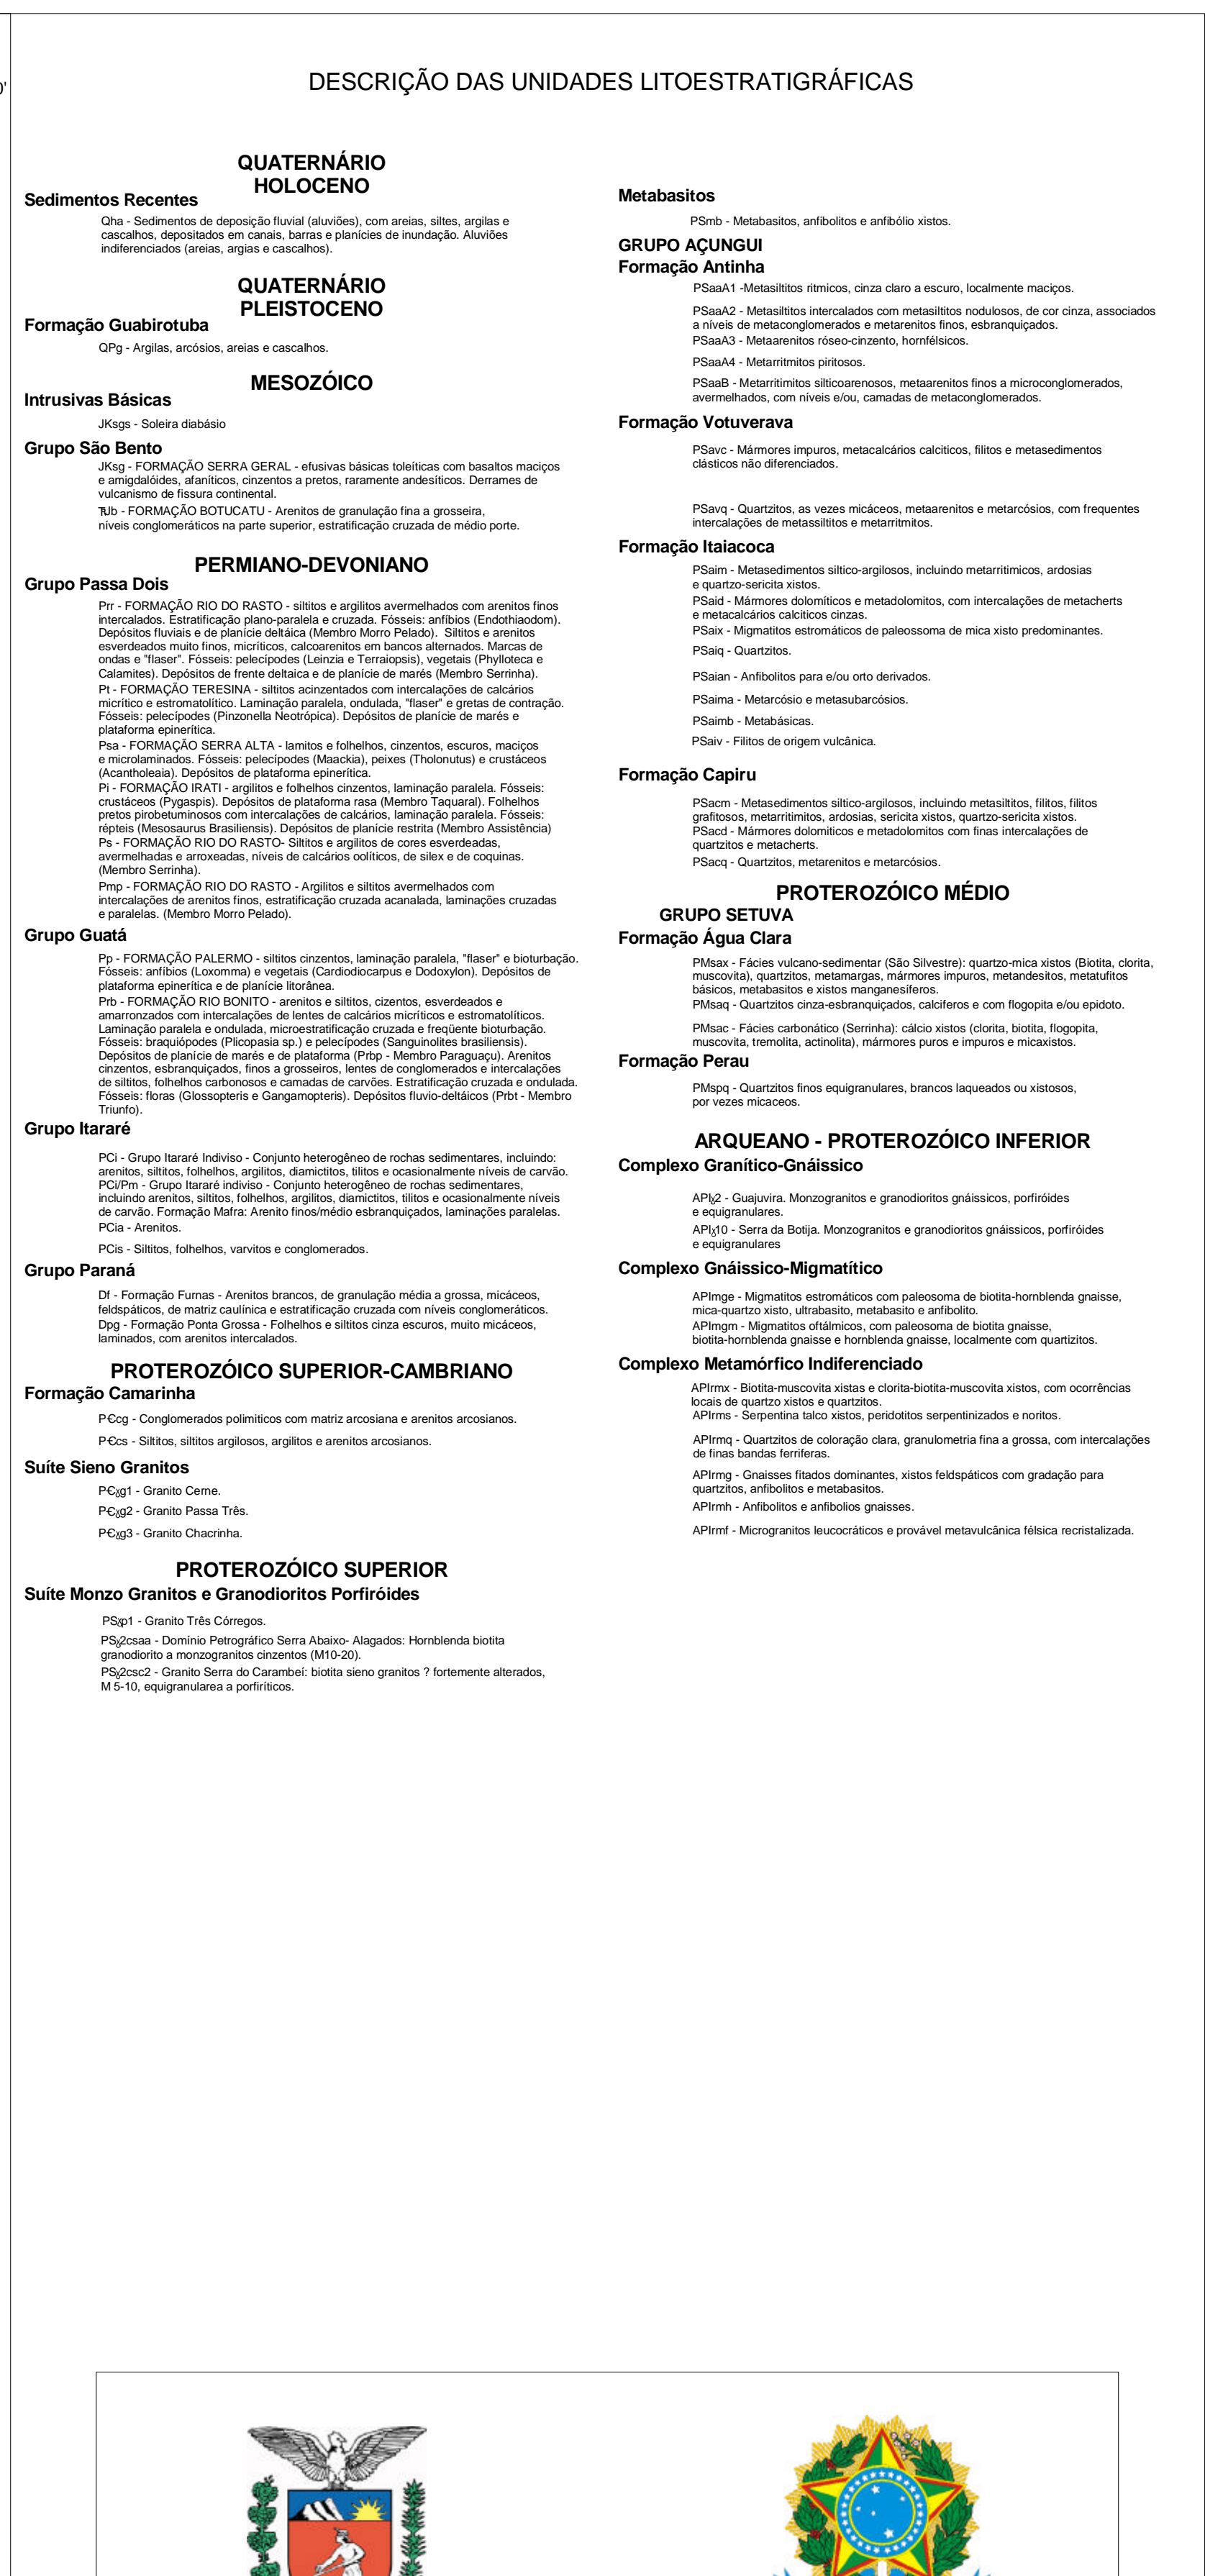 0'
DESCRIÇÃO DAS UNIDADES LITOESTRATIGRÁFICAS
QUATERNÁRIO
HOLOCENO
Sedimentos Recentes
Qha - Sedimentos de deposição fluvial (aluviões), com areias, siltes, argilas e
cascalhos, depositados em canais, barras e planícies de inundação. Aluviões
indiferenciados (areias, argias e cascalhos).
QUATERNÁRIO
PLEISTOCENO
Formação Guabirotuba
QPg - Argilas, arcósios, areias e cascalhos.
MESOZÓICO
Intrusivas Básicas
JKsgs - Soleira diabásio
Grupo São Bento
JKsg - FORMAÇÃO SERRA GERAL - efusivas básicas toleíticas com basaltos maciços
e amigdalóides, afaníticos, cinzentos a pretos, raramente andesíticos. Derrames de
vulcanismo de fissura continental.
TrJb - FORMAÇÃO BOTUCATU - Arenitos de granulação fina a grosseira,
níveis conglomeráticos na parte superior, estratificação cruzada de médio porte.
PERMIANO-DEVONIANO
Grupo Passa Dois
Prr - FORMAÇÃO RIO DO RASTO - siltitos e argilitos avermelhados com arenitos finos
intercalados. Estratificação plano-paralela e cruzada. Fósseis: anfíbios (Endothiaodom).
Depósitos fluviais e de planície deltáica (Membro Morro Pelado). Siltitos e arenitos
esverdeados muito finos, micríticos, calcoarenitos em bancos alternados. Marcas de
ondas e "flaser". Fósseis: pelecípodes (Leinzia e Terraiopsis), vegetais (Phylloteca e
Calamites). Depósitos de frente deltaica e de planície de marés (Membro Serrinha).
Pt - FORMAÇÃO TERESINA - siltitos acinzentados com intercalações de calcários
micrítico e estromatolítico. Laminação paralela, ondulada, "flaser" e gretas de contração.
Fósseis: pelecípodes (Pinzonella Neotrópica). Depósitos de planície de marés e
plataforma epinerítica.
Psa - FORMAÇÃO SERRA ALTA - lamitos e folhelhos, cinzentos, escuros, maciços
e microlaminados. Fósseis: pelecípodes (Maackia), peixes (Tholonutus) e crustáceos
(Acantholeaia). Depósitos de plataforma epinerítica.
Pi - FORMAÇÃO IRATI - argilitos e folhelhos cinzentos, laminação paralela. Fósseis:
crustáceos (Pygaspis). Depósitos de plataforma rasa (Membro Taquaral). Folhelhos
pretos pirobetuminosos com intercalações de calcários, laminação paralela. Fósseis:
répteis (Mesosaurus Brasiliensis). Depósitos de planície restrita (Membro Assistência)
Ps - FORMAÇÃO RIO DO RASTO- Siltitos e argilitos de cores esverdeadas,
avermelhadas e arroxeadas, níveis de calcários oolíticos, de silex e de coquinas.
(Membro Serrinha).
Pmp - FORMAÇÃO RIO DO RASTO - Argilitos e siltitos avermelhados com
intercalações de arenitos finos, estratificação cruzada acanalada, laminações cruzadas
e paralelas. (Membro Morro Pelado).
Grupo Guatá
Pp - FORMAÇÃO PALERMO - siltitos cinzentos, laminação paralela, "flaser" e bioturbação.
Fósseis: anfíbios (Loxomma) e vegetais (Cardiodiocarpus e Dodoxylon). Depósitos de
plataforma epinerítica e de planície litorânea.
Prb - FORMAÇÃO RIO BONITO - arenitos e siltitos, cizentos, esverdeados e
amarronzados com intercalações de lentes de calcários micríticos e estromatolíticos.
Laminação paralela e ondulada, microestratificação cruzada e freqüente bioturbação.
Fósseis: braquiópodes (Plicopasia sp.) e pelecípodes (Sanguinolites brasiliensis).
Depósitos de planície de marés e de plataforma (Prbp - Membro Paraguaçu). Arenitos
cinzentos, esbranquiçados, finos a grosseiros, lentes de conglomerados e intercalações
de siltitos, folhelhos carbonosos e camadas de carvões. Estratificação cruzada e ondulada.
Fósseis: floras (Glossopteris e Gangamopteris). Depósitos fluvio-deltáicos (Prbt - Membro
Triunfo).
Grupo Itararé
PCi - Grupo Itararé Indiviso - Conjunto heterogêneo de rochas sedimentares, incluindo:
arenitos, siltitos, folhelhos, argilitos, diamictitos, tilitos e ocasionalmente níveis de carvão.
PCi/Pm - Grupo Itararé indiviso - Conjunto heterogêneo de rochas sedimentares,
incluindo arenitos, siltitos, folhelhos, argilitos, diamicitos, tilitos e ocasionalmente níveis
de carvão. Formação Mafra: Arenito finos/médio esbranquiçados, laminações paralelas.
PCia - Arenitos.
PCis - Siltitos, folhelhos, varvitos e conglomerados.
Grupo Paraná
Df - Formação Furnas - Arenitos brancos, de granulação média a grossa, micáceos,
feldspáticos, de matriz caulínica e estratificação cruzada com níveis conglomeráticos.
Dpg - Formação Ponta Grossa - Folhelhos e siltitos cinza escuros, muito micáceos,
laminados, com arenitos intercalados.
PROTEROZÓICO SUPERIOR-CAMBRIANO
Formação Camarinha
PЄcg - Conglomerados polimiticos com matriz arcosiana e arenitos arcosianos.
PЄcs - Siltitos, siltitos argilosos, argilitos e arenitos arcosianos.
Suíte Sieno Granitos
PЄɣg1 - Granito Cerne.
PЄɣg2 - Granito Passa Três.
PЄɣg3 - Granito Chacrinha.
PROTEROZÓICO SUPERIOR
Suíte Monzo Granitos e Granodioritos Porfiróides
PSɣp1 - Granito Três Córregos.
PSɣ2csaa - Domínio Petrográfico Serra Abaixo- Alagados: Hornblenda biotita
granodiorito a monzogranitos cinzentos (M10-20).
PSɣ2csc2 - Granito Serra do Carambeí: biotita sieno granitos ? fortemente alterados,
M 5-10, equigranularea a porfiríticos.
Metabasitos
PSmb - Metabasitos, anfibolitos e anfibólio xistos.
GRUPO AÇUNGUI
Formação Antinha
PSaaA1 -Metasiltitos ritmicos, cinza claro a escuro, localmente maciços.
PSaaA2 - Metasiltitos intercalados com metasiltitos nodulosos, de cor cinza, associados
a níveis de metaconglomerados e metarenitos finos, esbranquiçados.
PSaaA3 - Metaarenitos róseo-cinzento, hornfélsicos.
PSaaA4 - Metarritmitos piritosos.
PSaaB - Metarritimitos silticoarenosos, metaarenitos finos a microconglomerados,
avermelhados, com níveis e/ou, camadas de metaconglomerados.
Formação Votuverava
PSavc - Mármores impuros, metacalcários calciticos, filitos e metasedimentos
clásticos não diferenciados.
PSavq - Quartzitos, as vezes micáceos, metaarenitos e metarcósios, com frequentes
intercalações de metassiltitos e metarritmitos.
Formação Itaiacoca
PSaim - Metasedimentos siltico-argilosos, incluindo metarritimicos, ardosias
e quartzo-sericita xistos.
PSaid - Mármores dolomíticos e metadolomitos, com intercalações de metacherts
e metacalcários calciticos cinzas.
PSaix - Migmatitos estromáticos de paleossoma de mica xisto predominantes.
PSaiq - Quartzitos.
PSaian - Anfibolitos para e/ou orto derivados.
PSaima - Metarcósio e metasubarcósios.
PSaimb - Metabásicas.
PSaiv - Filitos de origem vulcânica.
Formação Capiru
PSacm - Metasedimentos siltico-argilosos, incluindo metasiltitos, filitos, filitos
grafitosos, metarritimitos, ardosias, sericita xistos, quartzo-sericita xistos.
PSacd - Mármores dolomiticos e metadolomitos com finas intercalações de
quartzitos e metacherts.
PSacq - Quartzitos, metarenitos e metarcósios.
PROTEROZÓICO MÉDIO
GRUPO SETUVA
Formação Água Clara
PMsax - Fácies vulcano-sedimentar (São Silvestre): quartzo-mica xistos (Biotita, clorita,
muscovita), quartzitos, metamargas, mármores impuros, metandesitos, metatufitos
básicos, metabasitos e xistos manganesíferos.
PMsaq - Quartzitos cinza-esbranquiçados, calciferos e com flogopita e/ou epidoto.
PMsac - Fácies carbonático (Serrinha): cálcio xistos (clorita, biotita, flogopita,
muscovita, tremolita, actinolita), mármores puros e impuros e micaxistos.
Formação Perau
PMspq - Quartzitos finos equigranulares, brancos laqueados ou xistosos,
por vezes micaceos.
ARQUEANO - PROTEROZÓICO INFERIOR
Complexo Granítico-Gnáissico
APIɣ2 - Guajuvira. Monzogranitos e granodioritos gnáissicos, porfiróides
e equigranulares.
APIɣ10 - Serra da Botija. Monzogranitos e granodioritos gnáissicos, porfiróides
e equigranulares
Complexo Gnáissico-Migmatítico
APImge - Migmatitos estromáticos com paleosoma de biotita-hornblenda gnaisse,
mica-quartzo xisto, ultrabasito, metabasito e anfibolito.
APImgm - Migmatitos oftálmicos, com paleosoma de biotita gnaisse,
biotita-hornblenda gnaisse e hornblenda gnaisse, localmente com quartizitos.
Complexo Metamórfico Indiferenciado
APIrmx - Biotita-muscovita xistas e clorita-biotita-muscovita xistos, com ocorrências
locais de quartzo xistos e quartzitos.
APIrms - Serpentina talco xistos, peridotitos serpentinizados e noritos.
APIrmq - Quartzitos de coloração clara, granulometria fina a grossa, com intercalações
de finas bandas ferriferas.
APIrmg - Gnaisses fitados dominantes, xistos feldspáticos com gradação para
quartzitos, anfibolitos e metabasitos.
APIrmh - Anfibolitos e anfibolios gnaisses.
APIrmf - Microgranitos leucocráticos e provável metavulcânica félsica recristalizada.